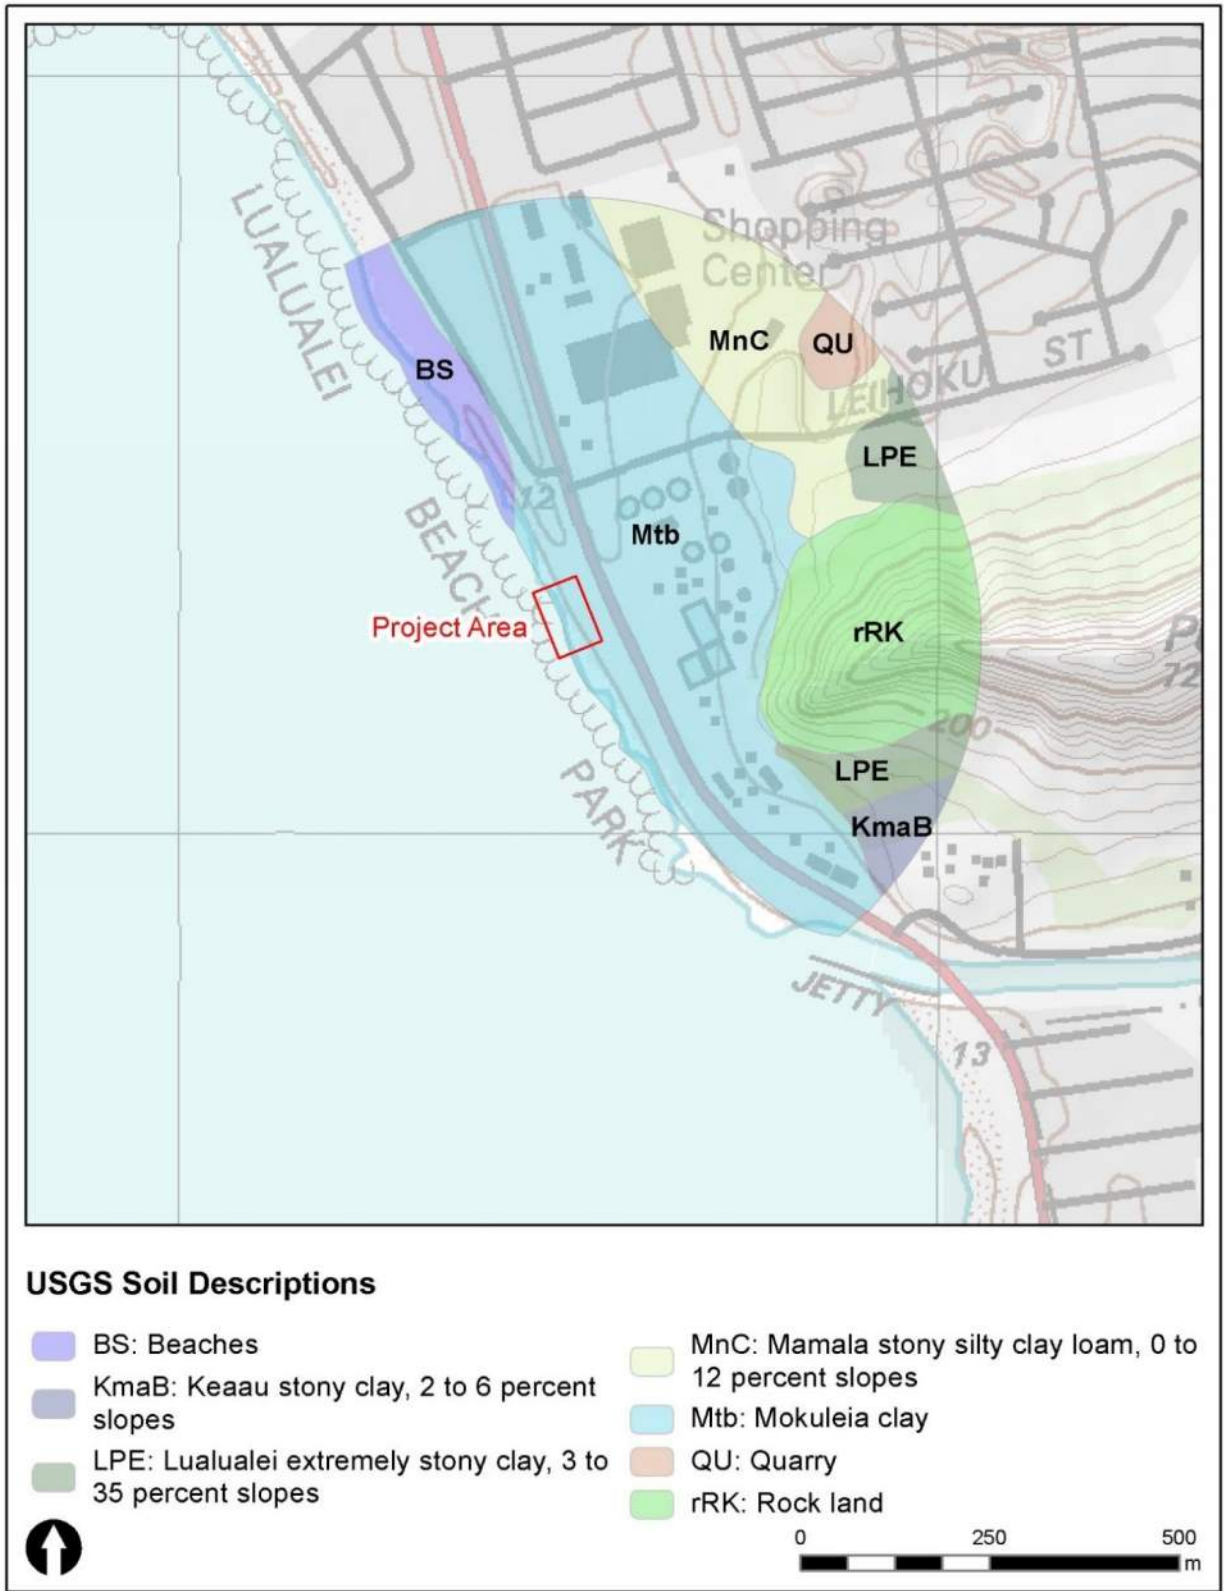 Shopping
Center
LUALUALEI
MnC
QU
ST
BS
LEIHOKU
LPE
12
Mtb
BEACH
Project Area
rRK
72
200
LPE
PARK
KmaB
JETTY
13
USGS Soil Descriptions
BS: Beaches
KmaB: Keaau stony clay, 2 to 6 percent
slopes
LPE: Lualualei extremely stony clay, 3 to
35 percent slopes
MnC: Mamala stony silty clay loam, 0 to
12 percent slopes
Mtb: Mokuleia clay
QU: Quarry
rRK: Rock land
0 250 500
m